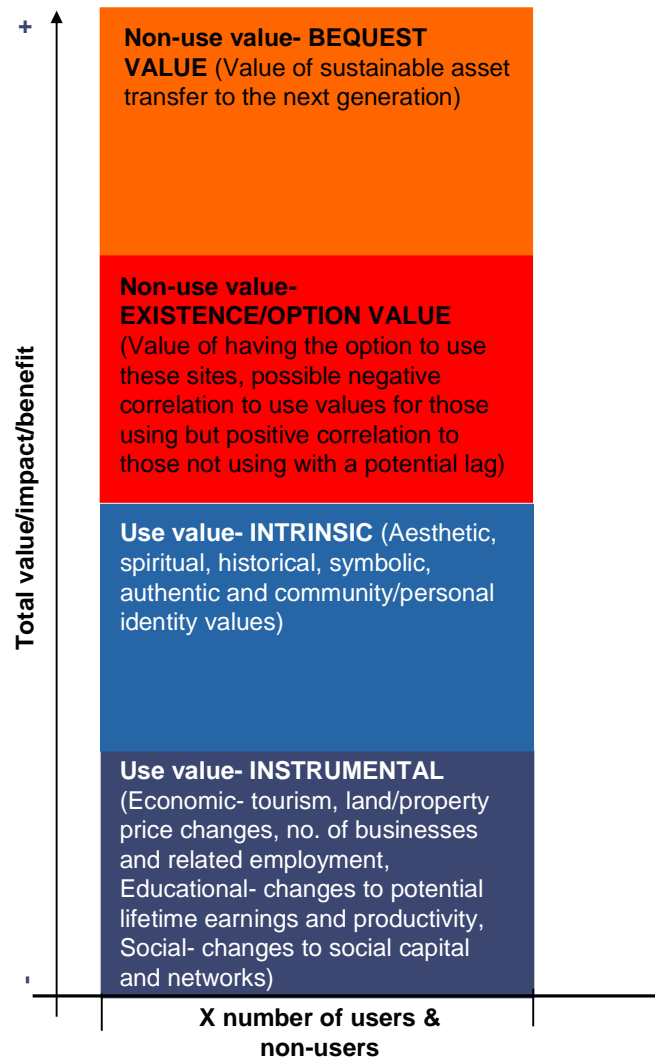 +
Non-use value- BEQUEST
VALUE (Value of sustainable asset
transfer to the next generation)
Non-use value-
EXISTENCE/OPTION VALUE
(Value of having the option to use
these sites, possible negative
correlation to use values for those
using but positive correlation to
those not using with a potential lag)
Total value/impact/benefit
Use value- INTRINSIC (Aesthetic,
spiritual, historical, symbolic,
authentic and community/personal
identity values)
Use value- INSTRUMENTAL
(Economic- tourism, land/property
price changes, no. of businesses
and related employment,
Educational- changes to potential
lifetime earnings and productivity,
Social- changes to social capital
and networks)
-
X number of users &
non-users